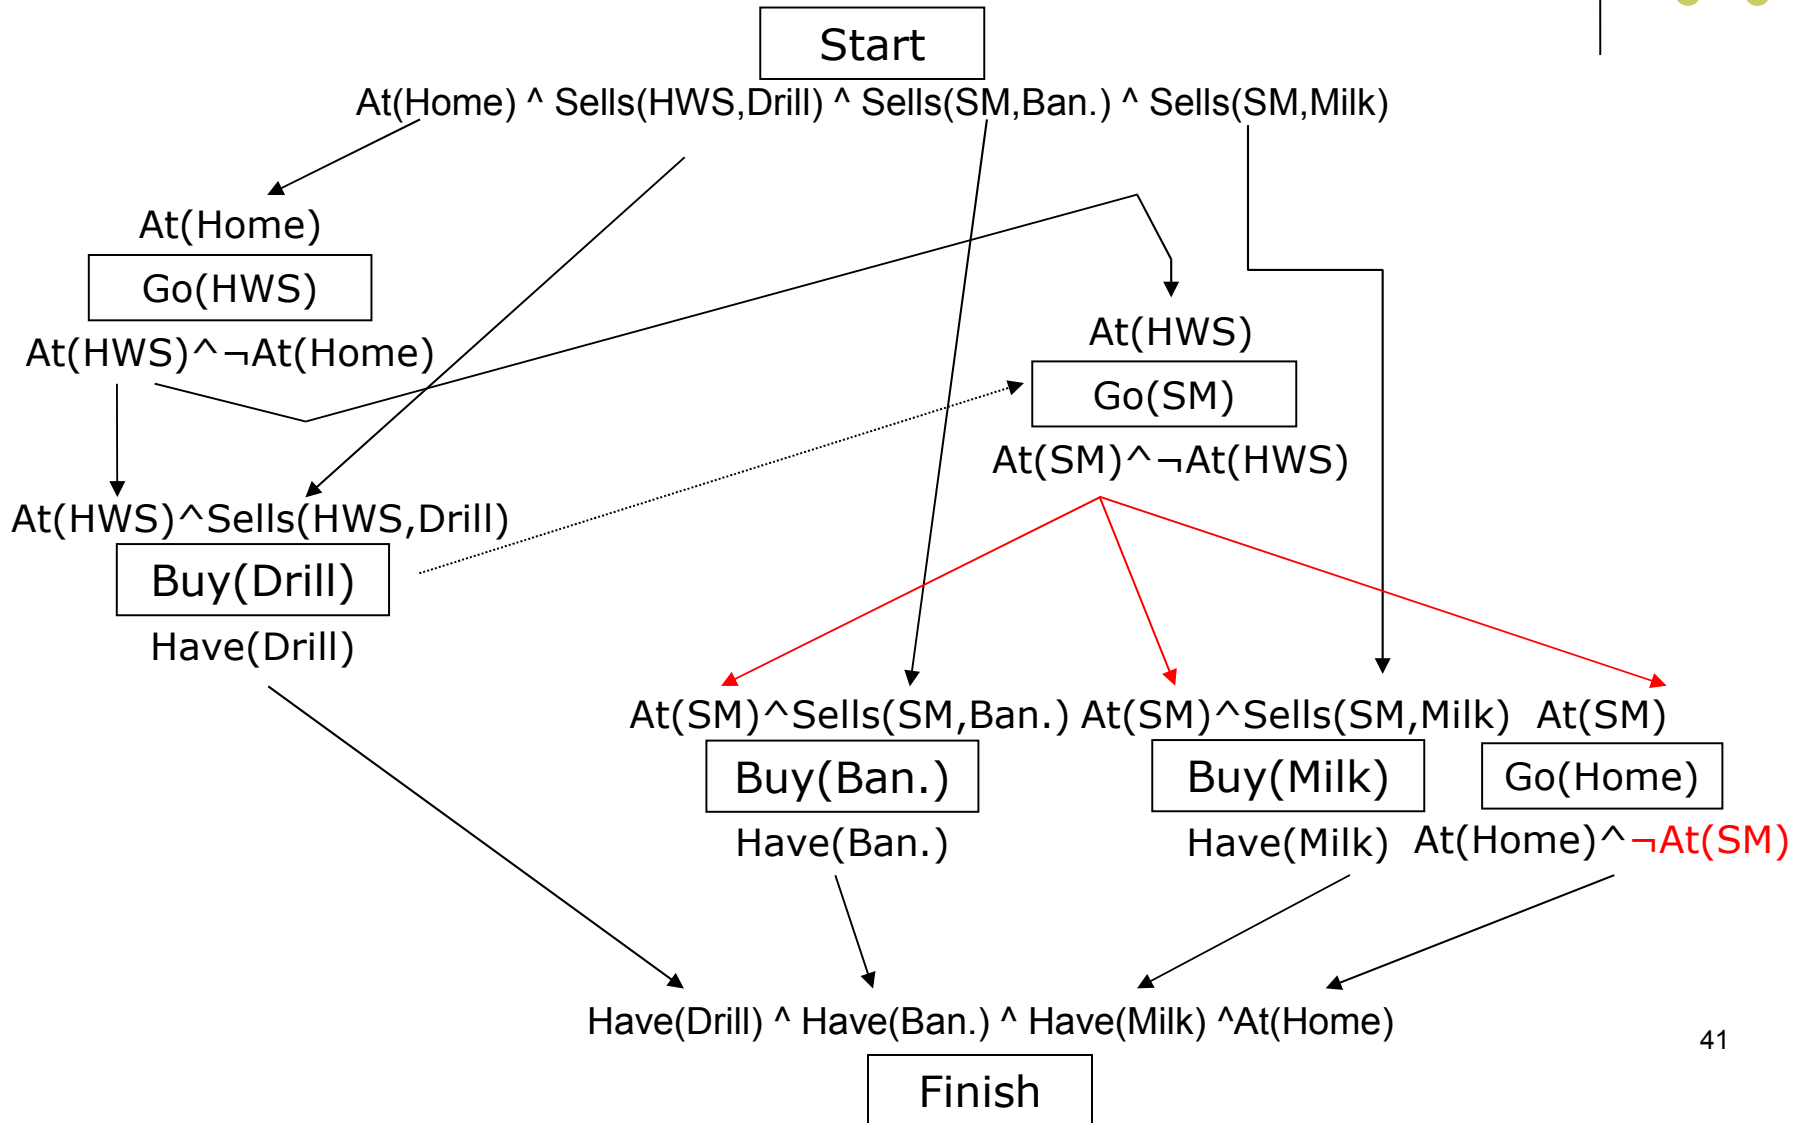 Start
At(Home) ^ Sells(HWS,Drill) ^ Sells(SM,Ban.) ^ Sells(SM,Milk)
At(Home)
Go(HWS)
At(HWS)^¬At(Home)
At(HWS)
Go(SM)
At(SM)^¬At(HWS)
At(HWS)^Sells(HWS,Drill)
Buy(Drill)
Have(Drill)
At(SM)^Sells(SM,Ban.)
Buy(Ban.)
Have(Ban.)
At(SM)^Sells(SM,Milk)
Buy(Milk)
Have(Milk)
At(SM)
Go(Home)
At(Home)^¬At(SM)
Have(Drill) ^ Have(Ban.) ^ Have(Milk) ^At(Home)
Finish
41